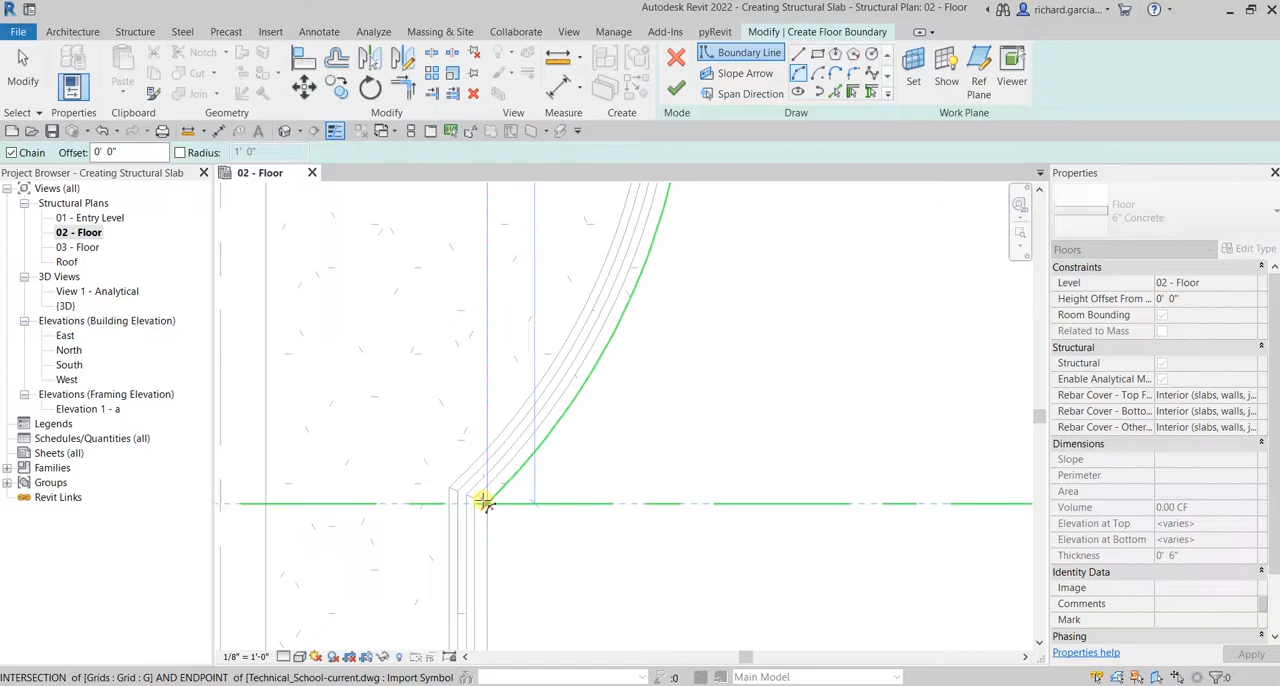 Autodesk Revit 2022 - Creating Structural Slab - Structural Plan: 02 - Floor
richard.garcia...
File Architecture Structure Steel Precast Insert Annotate Analyze Massing & Site Collaborate View Manage Add-Ins pyRevit Modify | Create Floor Boundary
Modify
Paste
Notch
Cut
Join
Boundary Line
Slope Arrow
Span Direction
Set Show Ref Plane Viewer
Select Properties Clipboard Geometry Modify View Measure Create Mode Draw Work Plane
Chain Offset: 0' 0" Radius: 1' 0"
Project Browser - Creating Structural Slab
02 - Floor
Properties
Views (all)
Structural Plans
01 - Entry Level
02 - Floor
03 - Floor
Roof
3D Views
View 1 - Analytical
{3D}
Elevations (Building Elevation)
East
North
South
West
Elevations (Framing Elevation)
Elevation 1 - a
Legends
Schedules/Quantities (all)
Sheets (all)
Families
Groups
Revit Links
Floor
6" Concrete
Floors Edit Type
Constraints
Level 02 - Floor
Height Offset From ... 0' 0"
Room Bounding
Related to Mass
Structural
Structural
Enable Analytical M...
Rebar Cover - Top F... Interior (slabs, walls, j...
Rebar Cover - Botto... Interior (slabs, walls, j...
Rebar Cover - Other... Interior (slabs, walls, j...
Dimensions
Slope
Perimeter
Area
Volume 0.00 CF
Elevation at Top <varies>
Elevation at Bottom <varies>
Thickness 0' 6"
Identity Data
Image
Comments
Mark
Phasing
Properties help Apply
1/8" = 1'-0"
INTERSECTION of [Grids : Grid : G] AND ENDPOINT of [Technical_School-current.dwg : Import Symbol
:0 Main Model :0